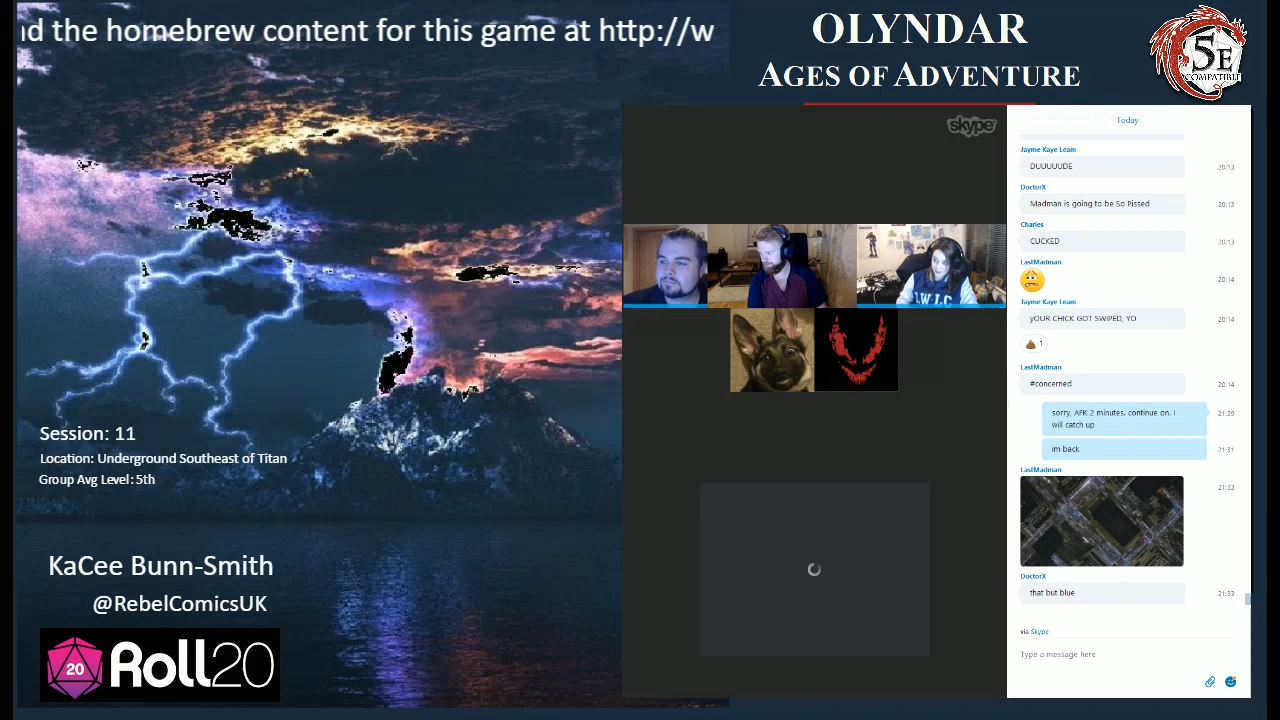 nd the homebrew content for this game at http://w
OLYNDAR
AGES OF ADVENTURE
5E
COMPATIBLE
skype
Today
Jayme Kaye Leam
DUUUUUDE
20:13
DoctorX
Madman is going to be So Pissed
20:13
Charles
CUCKED
20:13
LastMadman
20:14
Jayme Kaye Leam
yOUR CHICK GOT SWIPED, YO
20:14
1
LastMadman
#concerned
20:14
sorry, AFK 2 minutes. continue on. I
will catch up
21:29
im back
21:31
LastMadman
21:33
DoctorX
that but blue
21:33
via Skype
Type a message here
Session: 11
Location: Underground Southeast of Titan
Group Avg Level: 5th
KaCee Bunn-Smith
@RebelComicsUK
20
Roll20